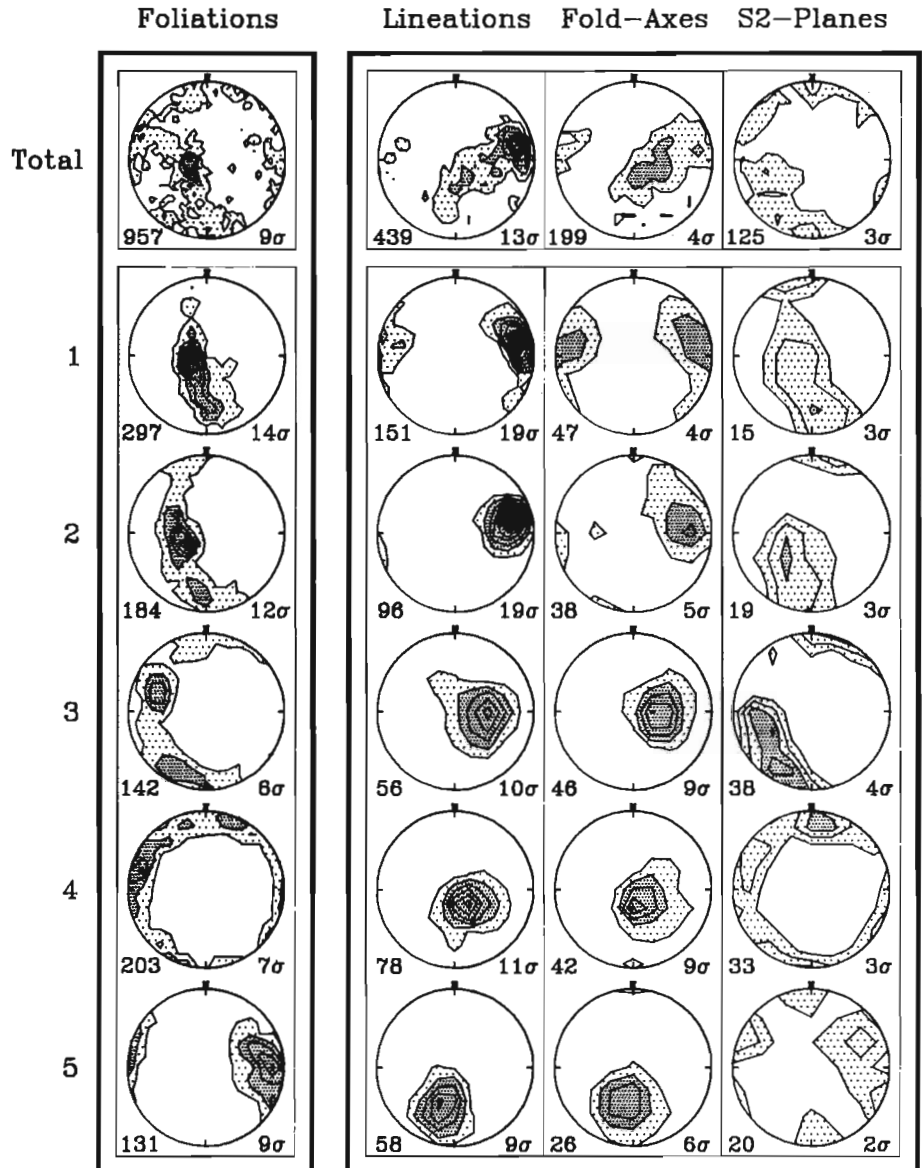 Foliations Lineations Fold-Axes S2-Planes
Total
957 9σ 439 13σ 199 4σ 125 3σ
1
297 14σ 151 19σ 47 4σ 15 3σ
2
184 12σ 96 19σ 38 5σ 19 3σ
3
142 6σ 56 10σ 46 9σ 38 4σ
4
203 7σ 78 11σ 42 9σ 33 3σ
5
131 9σ 58 9σ 26 6σ 20 2σ